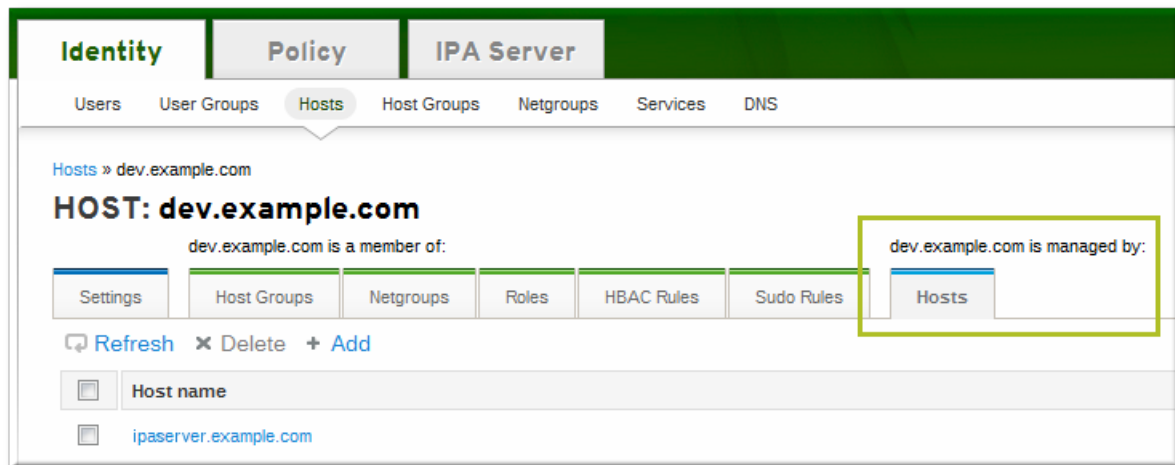 Identity Policy IPA Server
Users User Groups Hosts Host Groups Netgroups Services DNS
Hosts » dev.example.com
HOST: dev.example.com
dev.example.com is a member of: dev.example.com is managed by:
Settings Host Groups Netgroups Roles HBAC Rules Sudo Rules Hosts
Refresh Delete Add
Host name
ipaserver.example.com